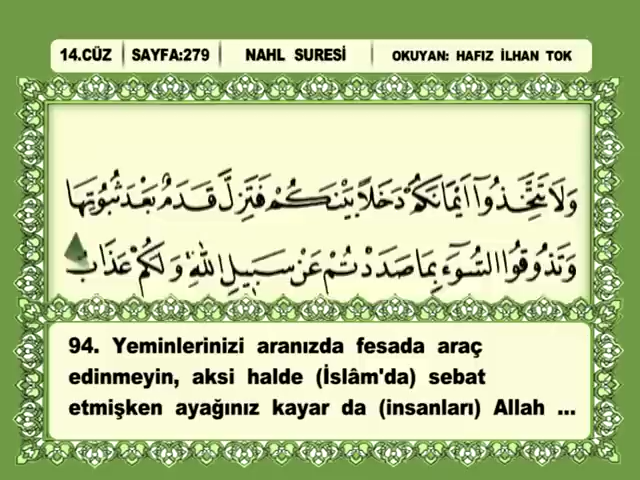 14.CÜZ SAYFA:279 NAHL SURESİ OKUYAN: HAFIZ İLHAN TOK
وَلَا تَتَّخِذُوٓا اَيْمَانَكُمْ دَخَلًا بَيْنَكُمْ فَتَزِلَّ قَدَمٌ بَعْدَ ثُبُوتِهَا
وَتَذُوقُوا السُّوٓءَ بِمَا صَدَدْتُمْ عَنْ سَبٖيلِ اللّٰهِ وَلَكُمْ عَذَابٌ
94. Yeminlerinizi aranızda fesada araç
edinmeyin, aksi halde (İslâm'da) sebat
etmişken ayağınız kayar da (insanları) Allah ...